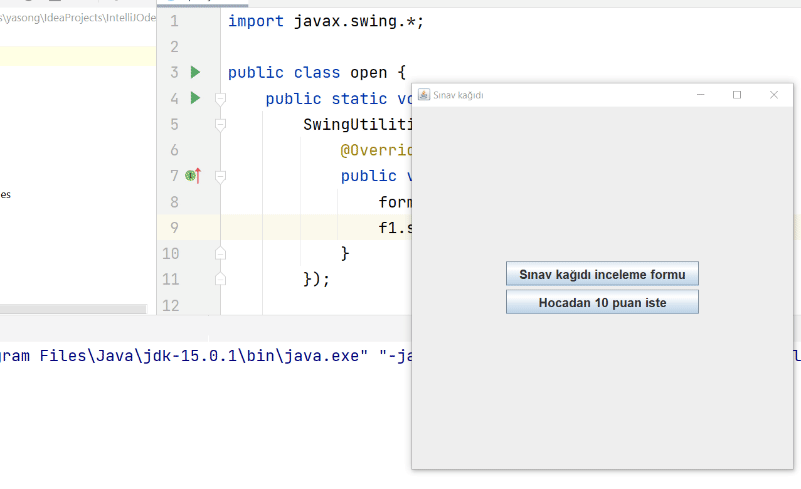 s\yasong\IdeaProjects\IntelliJOde
es
1 import javax.swing.*;
2
3 public class open {
4 public static vo
5 SwingUtiliti
6 @Overrid
7 public v
8 form
9 f1.s
10 }
11 });
12
Sınav kağıdı
Sınav kağıdı inceleme formu
Hocadan 10 puan iste
gram Files\Java\jdk-15.0.1\bin\java.exe" "-ja